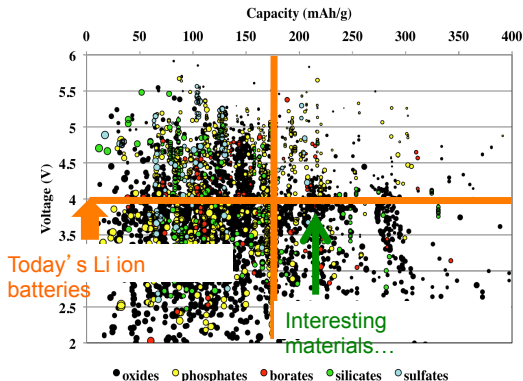 Capacity (mAh/g)
0 50 100 150 200 250 300 400
6
5.5
5
4.5
4
3.5
3
2.5
2
Voltage (V)
Today's Li ion
batteries
Interesting
materials...
oxides phosphates borates silicates sulfates